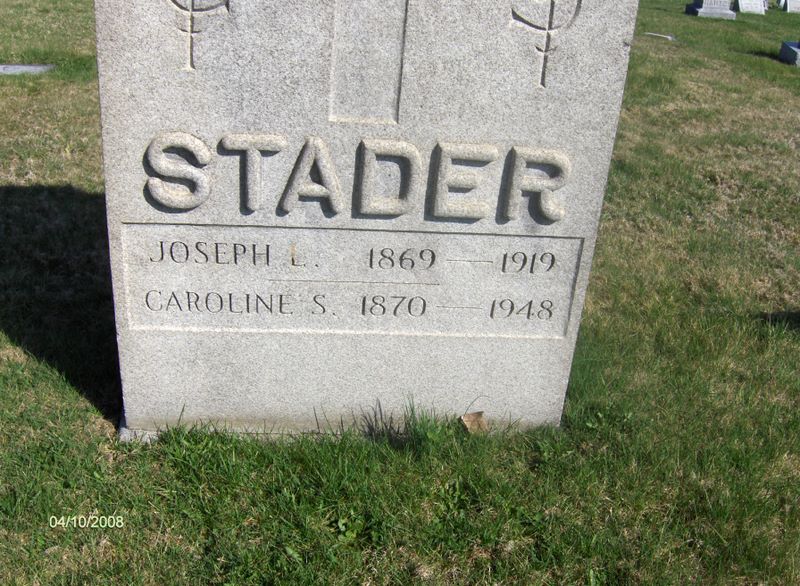 STADER
JOSEPH L. 1869 — 1919
CAROLINE S. 1870 — 1948
04/10/2008